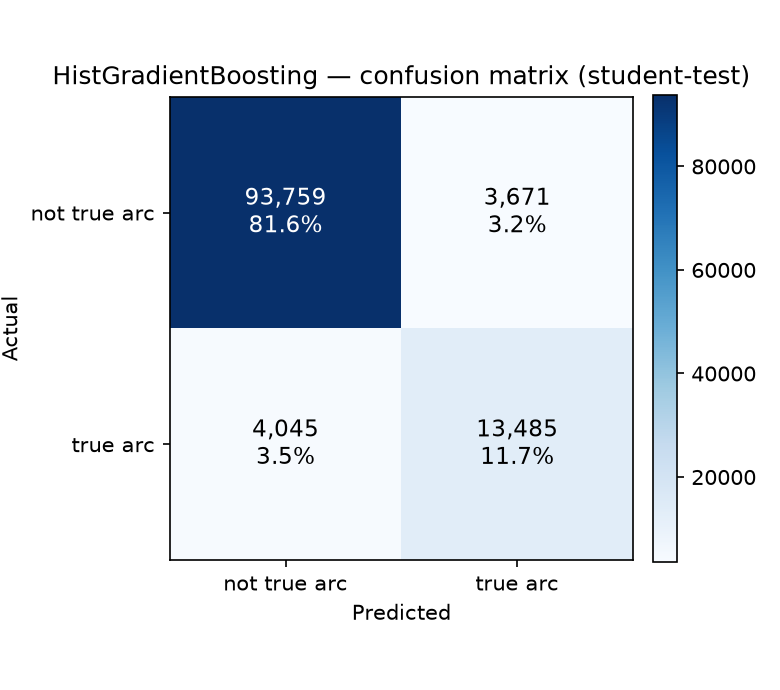 HistGradientBoosting — confusion matrix (student-test)
93,759
81.6%
3,671
3.2%
4,045
3.5%
13,485
11.7%
not true arc
true arc
Actual
not true arc
true arc
Predicted
80000
60000
40000
20000